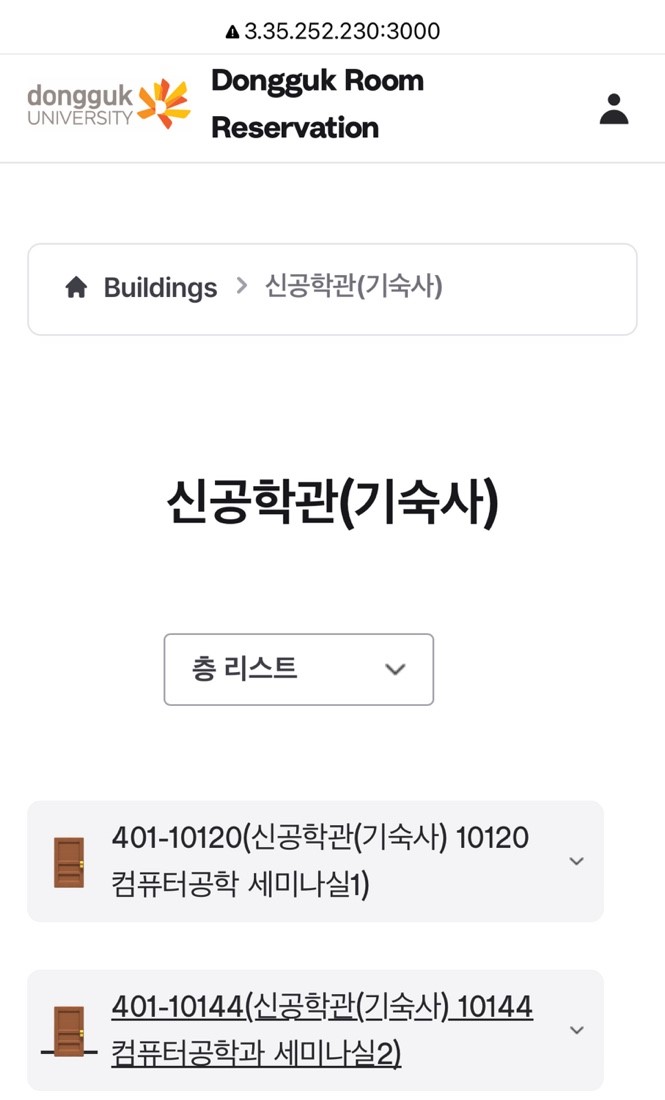 3.35.252.230:3000
dongguk
UNIVERSITY
Dongguk Room
Reservation
Buildings > 신공학관(기숙사)
신공학관(기숙사)
층 리스트
401-10120(신공학관(기숙사) 10120
컴퓨터공학 세미나실1)
401-10144(신공학관(기숙사) 10144
컴퓨터공학과 세미나실2)